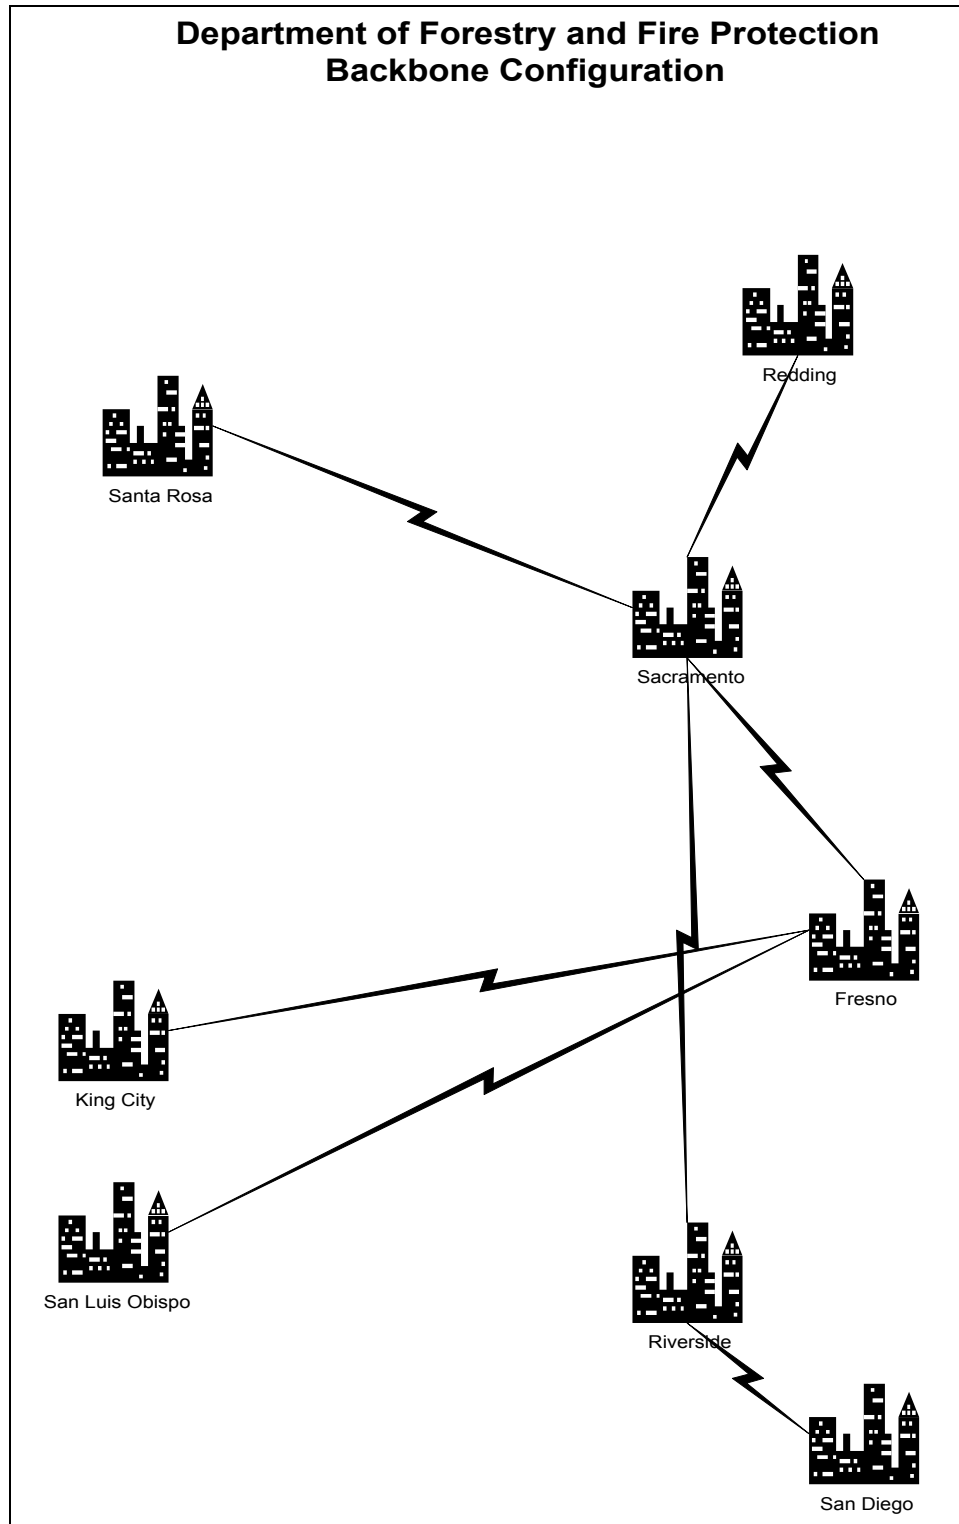 Department of Forestry and Fire Protection
Backbone Configuration
Redding
Santa Rosa
Sacramento
Fresno
King City
San Luis Obispo
Riverside
San Diego